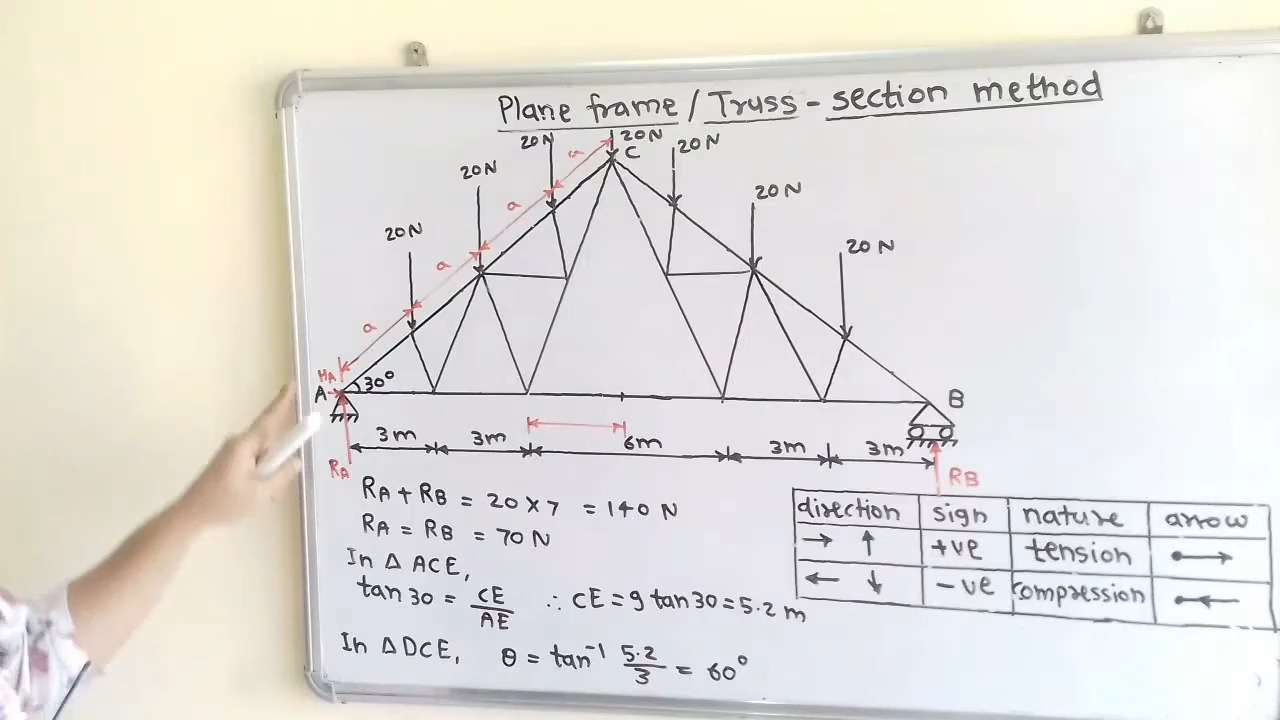 Plane frame / Truss - section method
20N
20N
C
20N
20N
20N
20N
20N
a
a
a
a
HA
A
30°
B
3m
3m
6m
3m
3m
RA
RB
RA + RB = 20 × 7 = 140 N
RA = RB = 70 N
In Δ ACE,
tan 30 = CE / AE ∴ CE = 9 tan 30 = 5.2 m
In Δ DCE, θ = tan⁻¹ 5.2 / 3 = 60°
direction sign nature arrow
→ ↑ +ve tension •→
← ↓ -ve compression •←